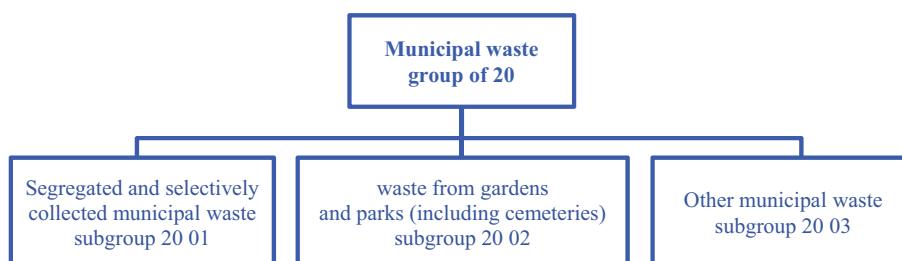 Municipal waste
group of 20
Segregated and selectively
collected municipal waste
subgroup 20 01
waste from gardens
and parks (including cemeteries)
subgroup 20 02
Other municipal waste
subgroup 20 03